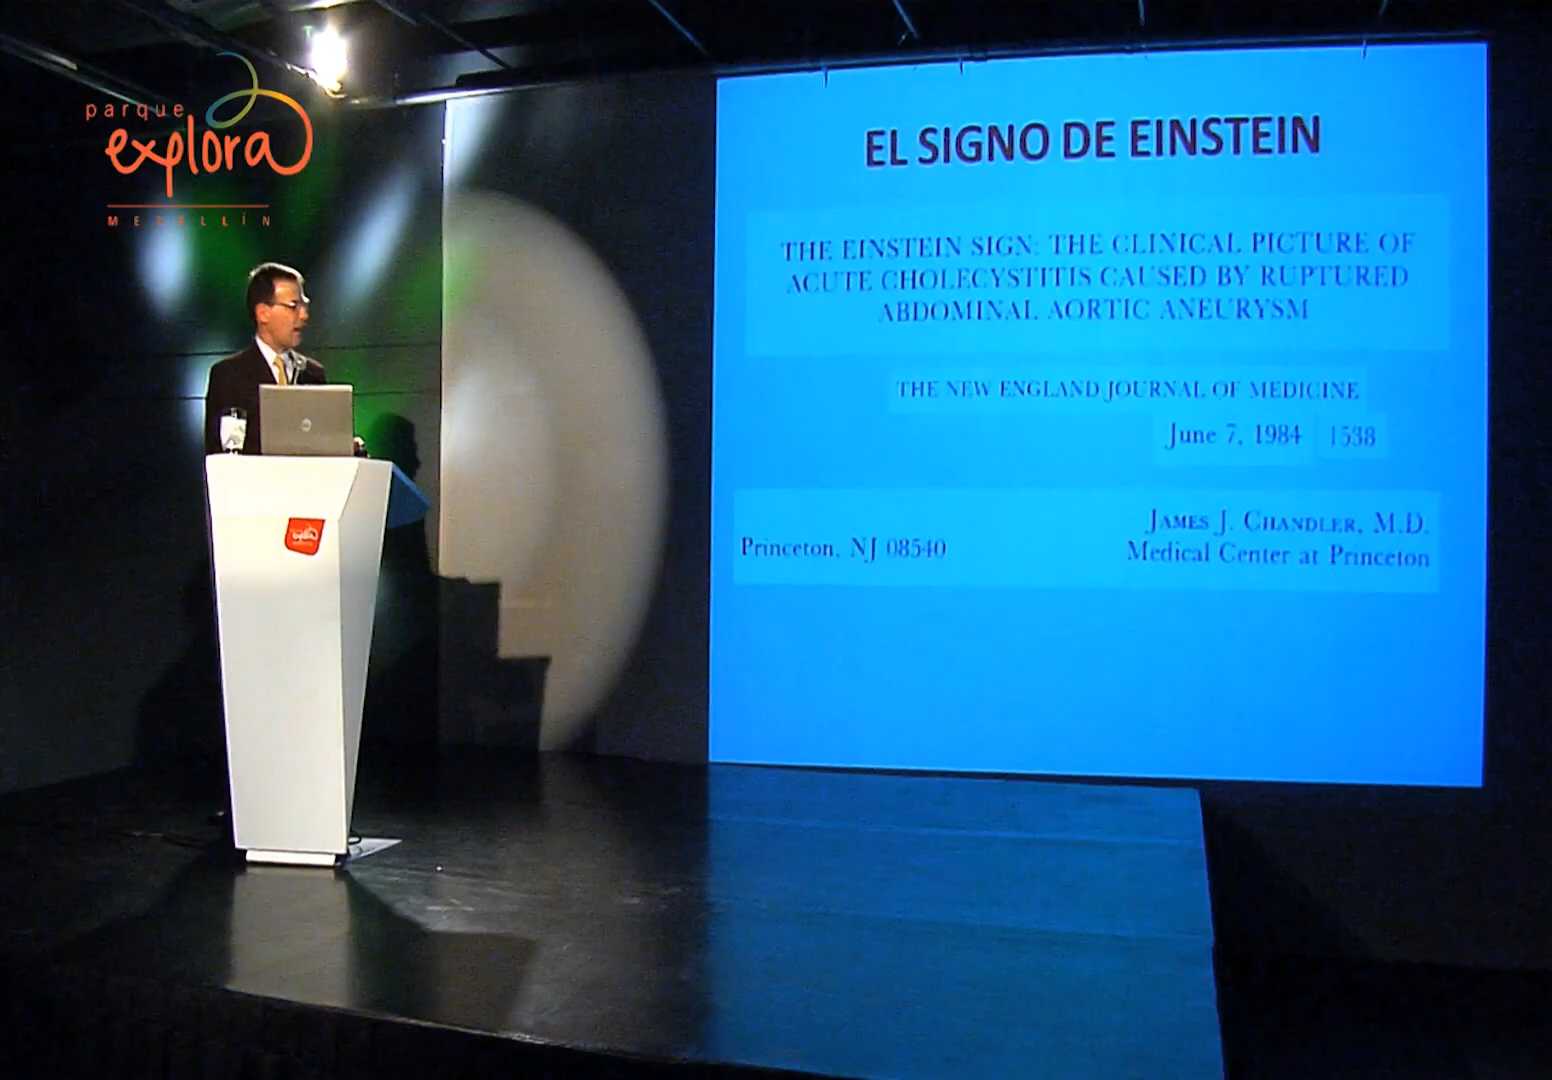 parque
explora
MEDELLÍN
EL SIGNO DE EINSTEIN
THE EINSTEIN SIGN: THE CLINICAL PICTURE OF
ACUTE CHOLECYSTITIS CAUSED BY RUPTURED
ABDOMINAL AORTIC ANEURYSM
THE NEW ENGLAND JOURNAL OF MEDICINE
June 7, 1984 1538
JAMES J. CHANDLER, M.D.
Princeton, NJ 08540 Medical Center at Princeton
explora